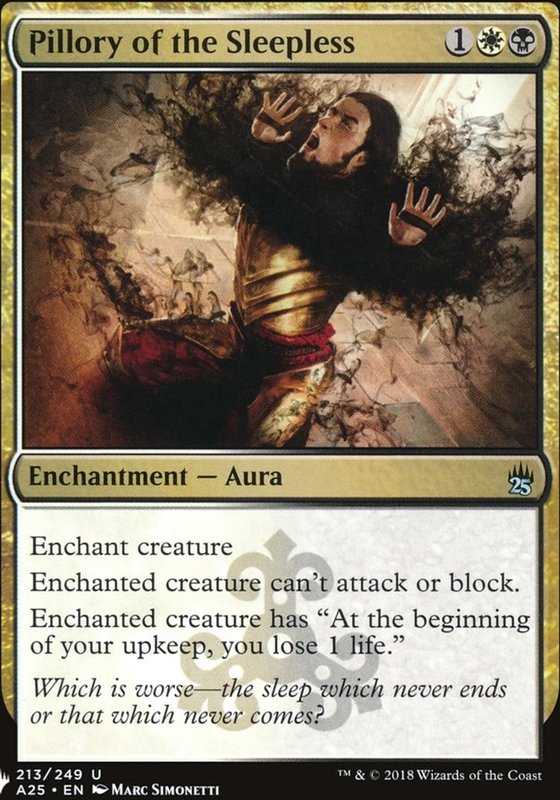 Pillory of the Sleepless 1
Enchantment — Aura
25
Enchant creature
Enchanted creature can't attack or block.
Enchanted creature has “At the beginning
of your upkeep, you lose 1 life.”
Which is worse—the sleep which never ends
or that which never comes?
213/249 U
A25 • EN Marc Simonetti
™ & © 2018 Wizards of the Coast